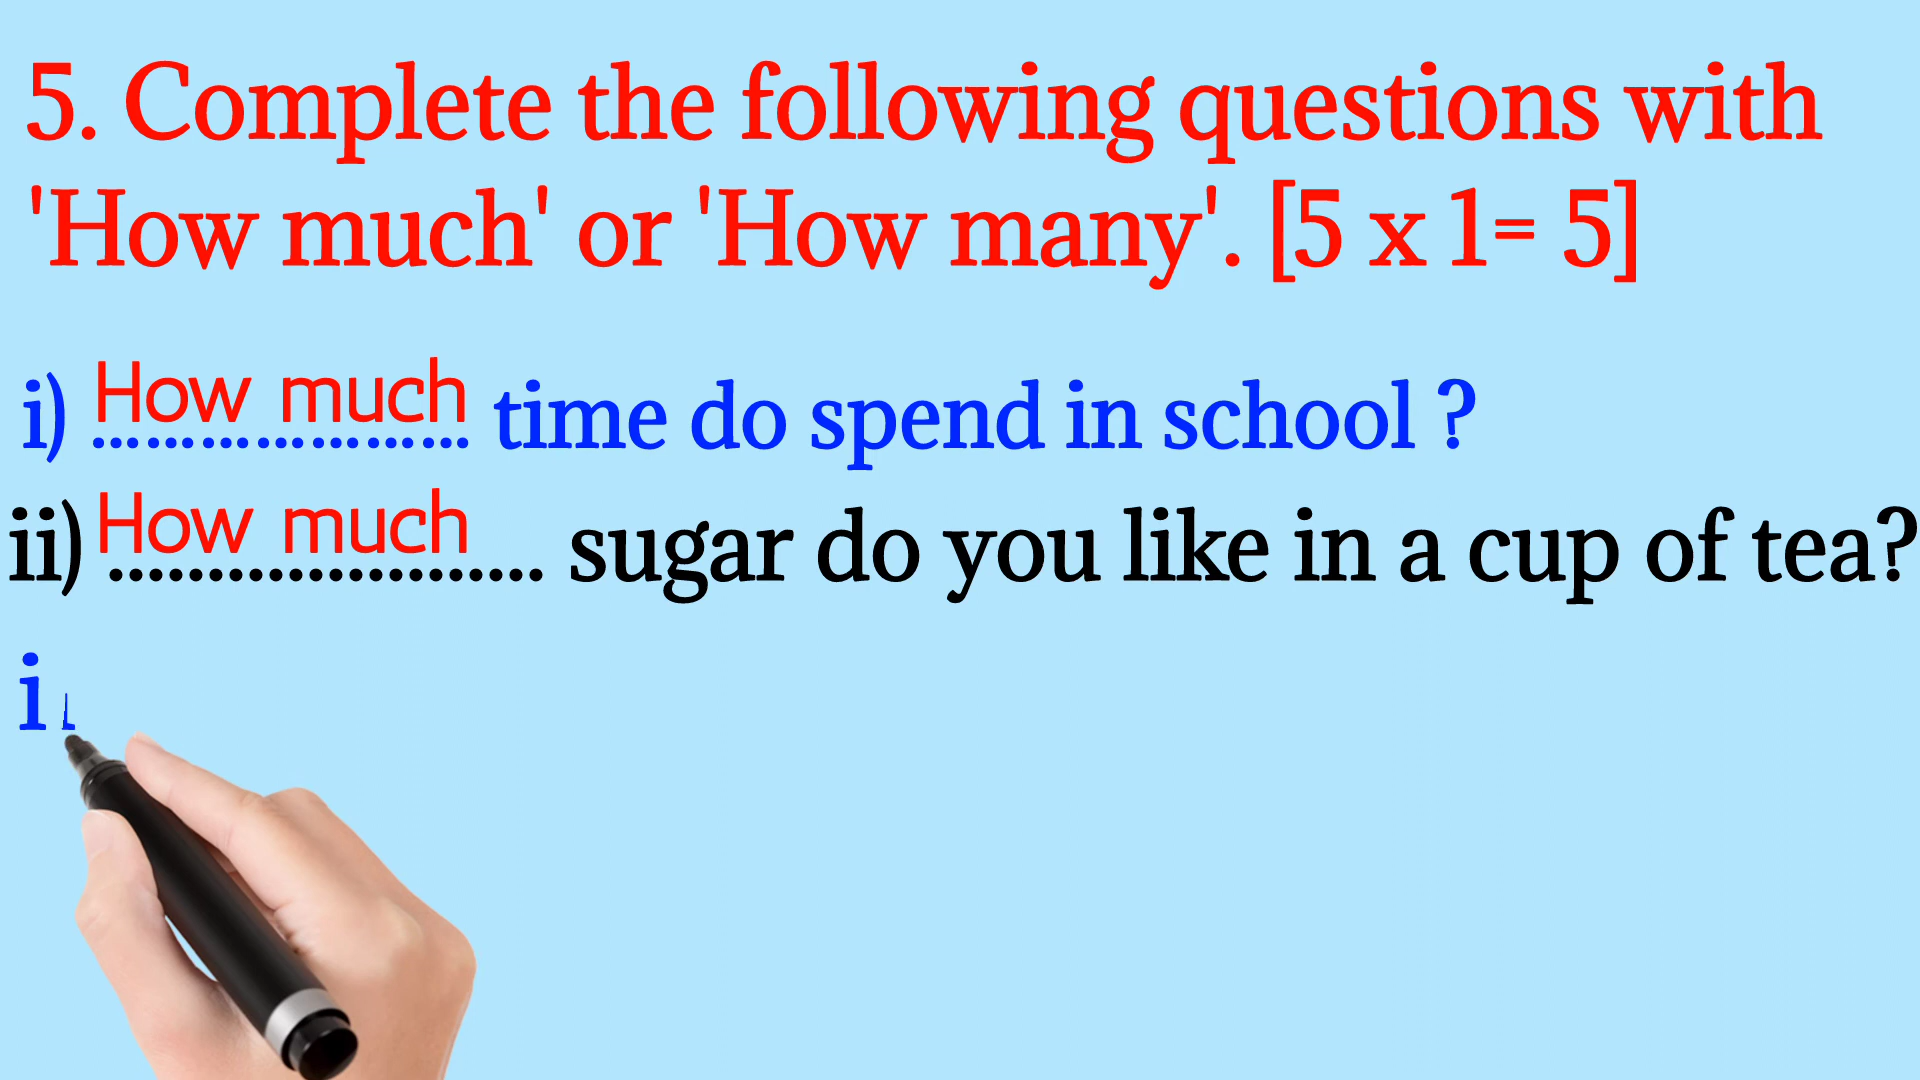 5. Complete the following questions with
'How much' or 'How many'. [5 x 1= 5]
i) How much time do spend in school ?
ii) How much sugar do you like in a cup of tea?
i